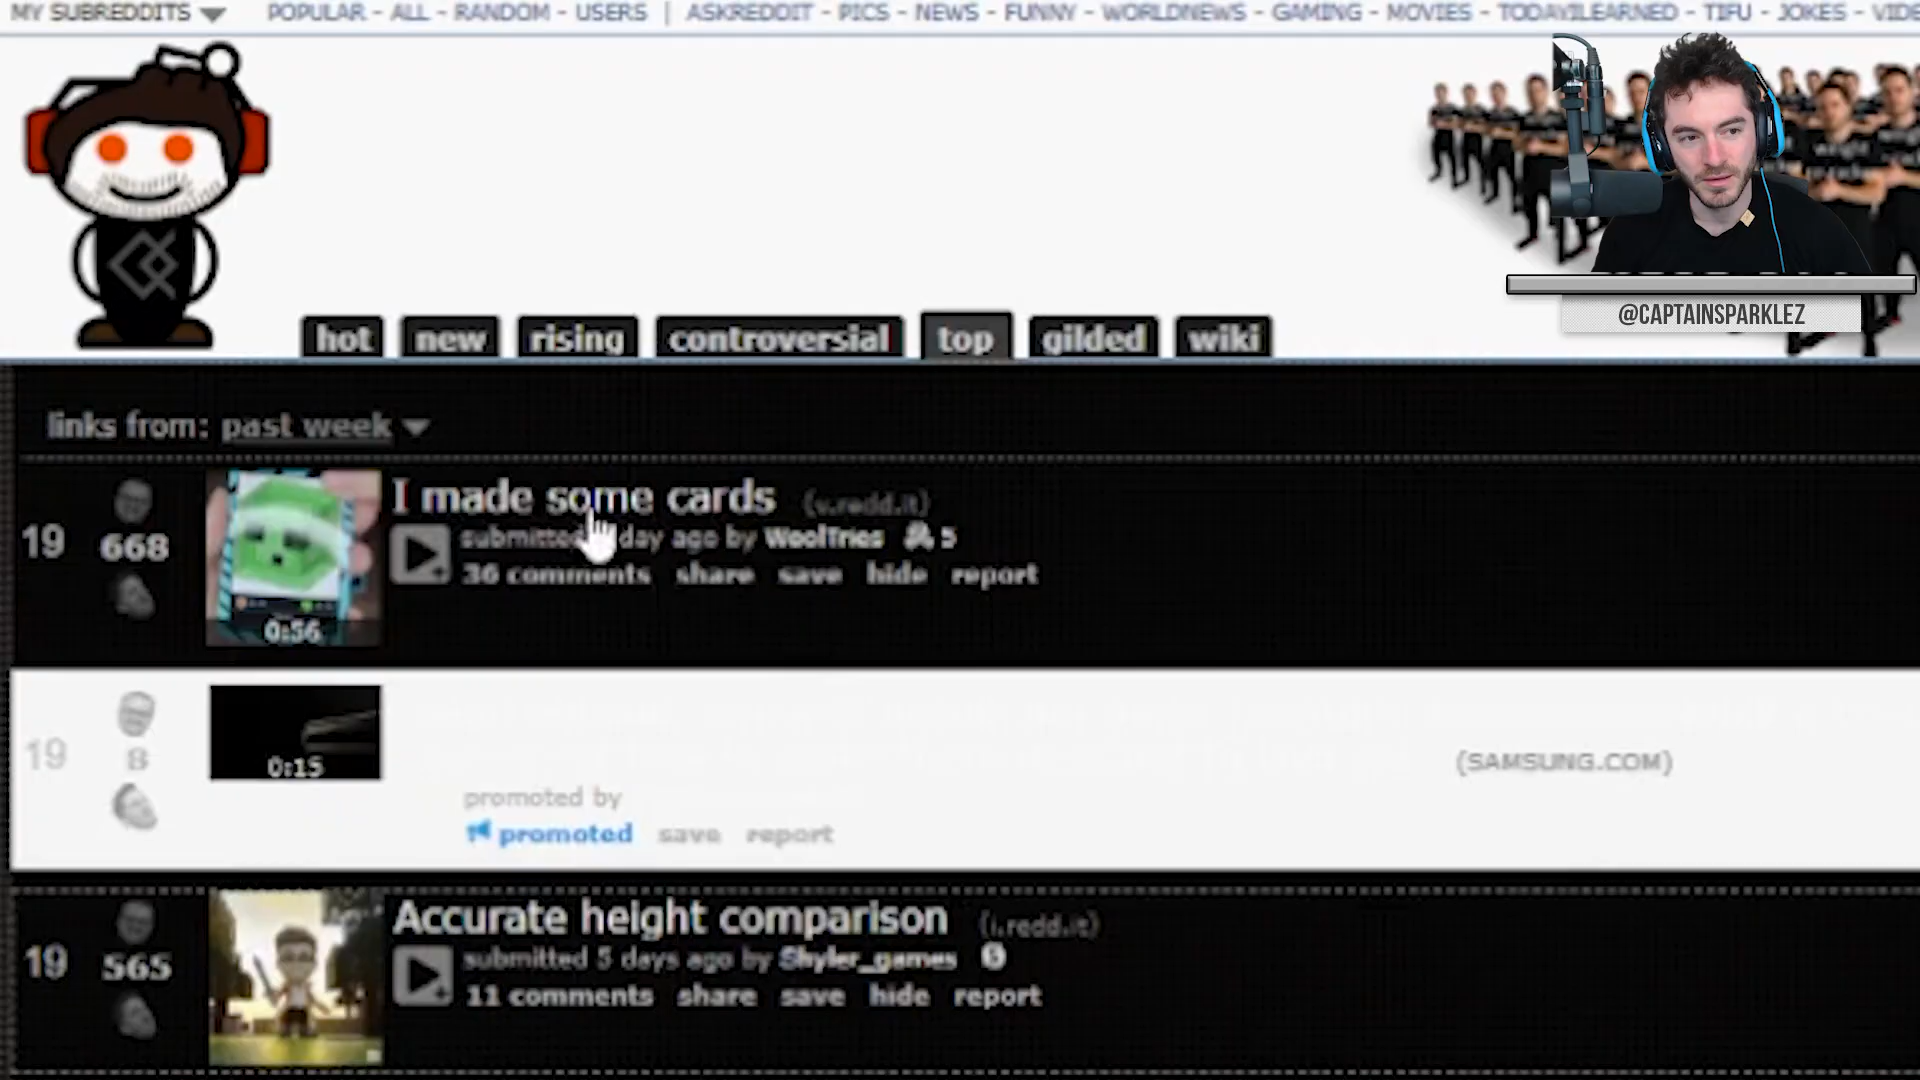 MY SUBREDDITS POPULAR - ALL - RANDOM - USERS | ASKREDDIT - PICS - NEWS - FUNNY - WORLDNEWS - GAMING - MOVIES - TODAYILEARNED - TIFU - JOKES - VIDE
@CAPTAINSPARKLEZ
hot new rising controversial top gilded wiki
links from: past week
I made some cards (v.redd.it)
19 668 submitted day ago by WoolTries 5
36 comments share save hide report
0:56
19 8 0:15 (SAMSUNG.COM)
promoted by
promoted save report
Accurate height comparison (i.redd.it)
19 565 submitted 5 days ago by Shyler_games
11 comments share save hide report